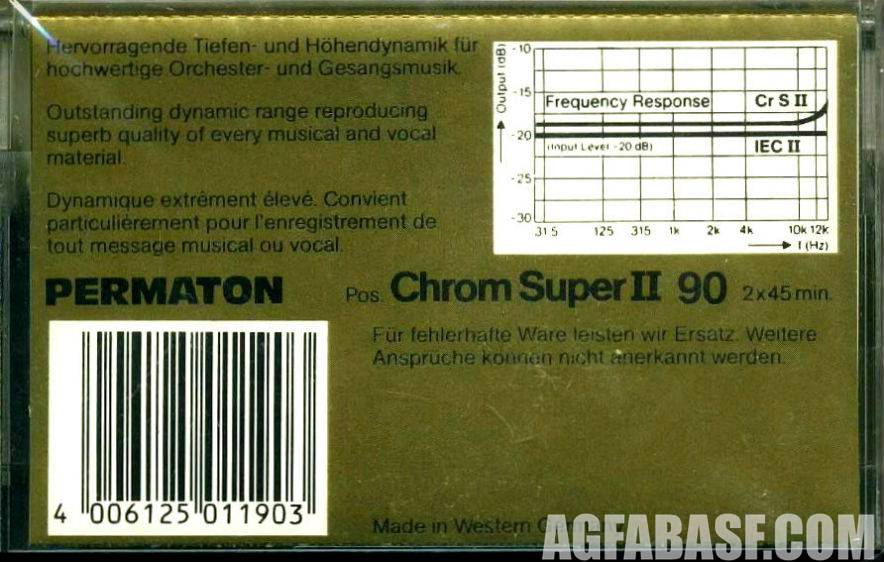 Hervorragende Tiefen- und Höhendynamik für
hochwertige Orchester- und Gesangsmusik.
Outstanding dynamic range reproducing
superb quality of every musical and vocal
material.
Dynamique extrêment élevé. Convient
particulièrement pour l'enregistrement de
tout message musical ou vocal.
Output (dB)
-10
-15
-20
-25
-30
Frequency Response
Cr S II
(Input Level -20 dB)
IEC II
31.5 125 315 1k 2k 4k 10k 12k
f (Hz)
PERMATON
Pos. Chrom Super II 90 2x45 min.
Für fehlerhafte Ware leisten wir Ersatz. Weitere
Ansprüche können nicht anerkannt werden.
4 006125 011903
Made in Western Germany
AGFABASF.COM